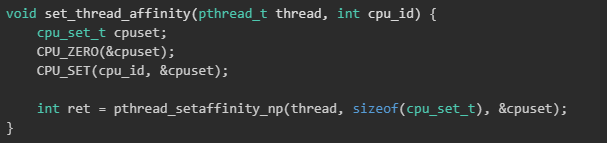 void set_thread_affinity(pthread_t thread, int cpu_id) {
    cpu_set_t cpuset;
    CPU_ZERO(&cpuset);
    CPU_SET(cpu_id, &cpuset);

    int ret = pthread_setaffinity_np(thread, sizeof(cpu_set_t), &cpuset);
}